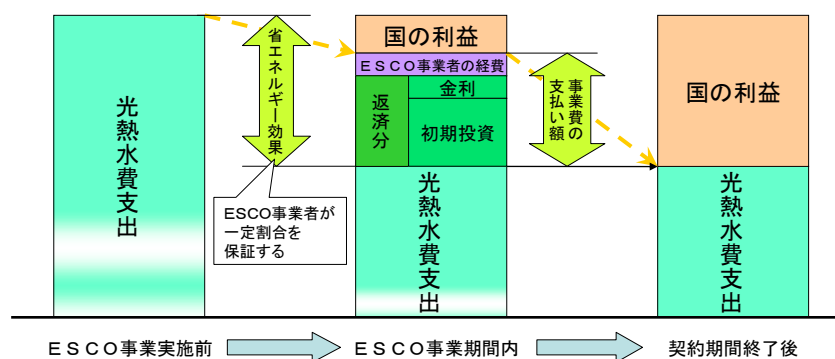 光熱水費支出
省エネルギー効果
ESCO事業者が
一定割合を
保証する
国の利益
ESCO事業者の経費
返済分
金利
初期投資
光熱水費支出
事業費の
支払い額
国の利益
光熱水費支出
ESCO事業実施前
ESCO事業期間内
契約期間終了後